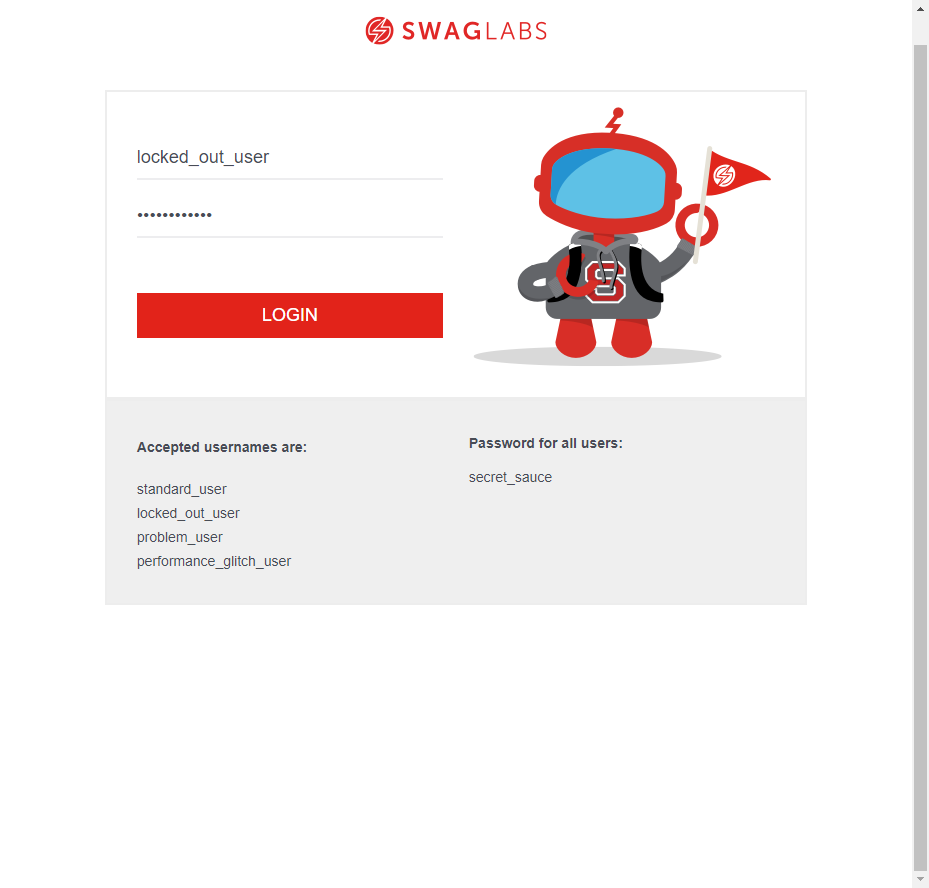 SWAGLABS
locked_out_user
••••••••••••
LOGIN
S
Accepted usernames are:
standard_user
locked_out_user
problem_user
performance_glitch_user
Password for all users:
secret_sauce